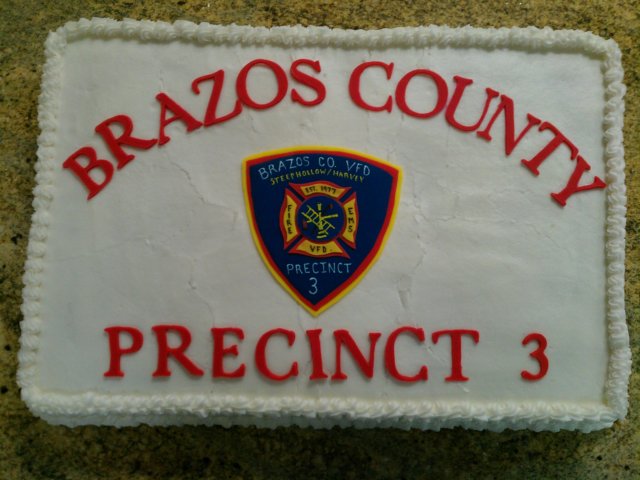 BRAZOS COUNTY
BRAZOS CO. VFD
STEEPHOLLOW/HARVEY
EST. 1977
FIRE
EMS
VFD.
PRECINCT
3
PRECINCT 3